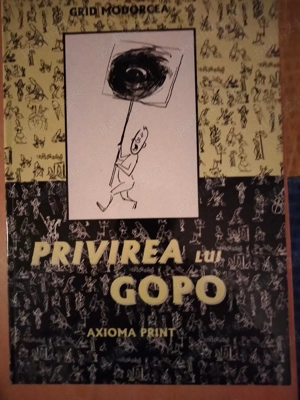 GRID MODORCEA
PRIVIREA LUI
GOPO
AXIOMA PRINT